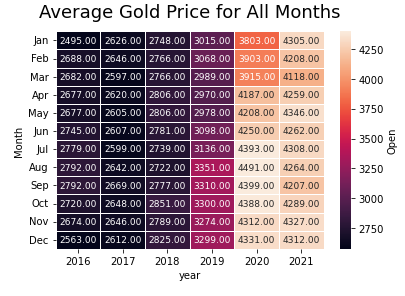 Average Gold Price for All Months
Jan 2495.00 2626.00 2748.00 3015.00 3803.00 4305.00
Feb 2688.00 2646.00 2766.00 3068.00 3903.00 4208.00
Mar 2682.00 2597.00 2766.00 2989.00 3915.00 4118.00
Apr 2677.00 2620.00 2806.00 2970.00 4187.00 4259.00
May 2677.00 2605.00 2806.00 2978.00 4208.00 4346.00
Jun 2745.00 2607.00 2781.00 3098.00 4250.00 4262.00
Jul 2779.00 2599.00 2739.00 3136.00 4393.00 4308.00
Aug 2792.00 2642.00 2722.00 3351.00 4491.00 4264.00
Sep 2792.00 2669.00 2777.00 3310.00 4399.00 4207.00
Oct 2720.00 2648.00 2851.00 3300.00 4388.00 4289.00
Nov 2674.00 2646.00 2789.00 3274.00 4312.00 4327.00
Dec 2563.00 2612.00 2825.00 3299.00 4331.00 4312.00
2016 2017 2018 2019 2020 2021
year
Month
4250
4000
3750
3500
3250
3000
2750
Open